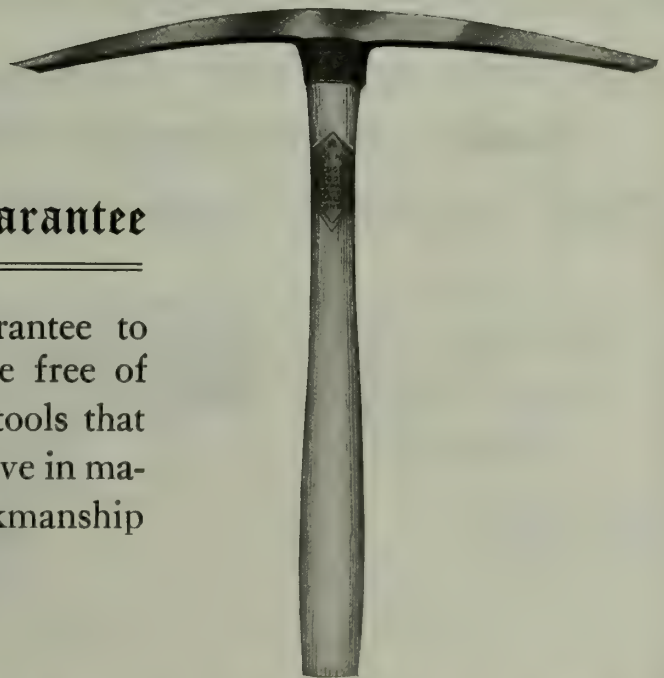 arantee
rantee to
e free of
tools that
ve in ma-
kmanship